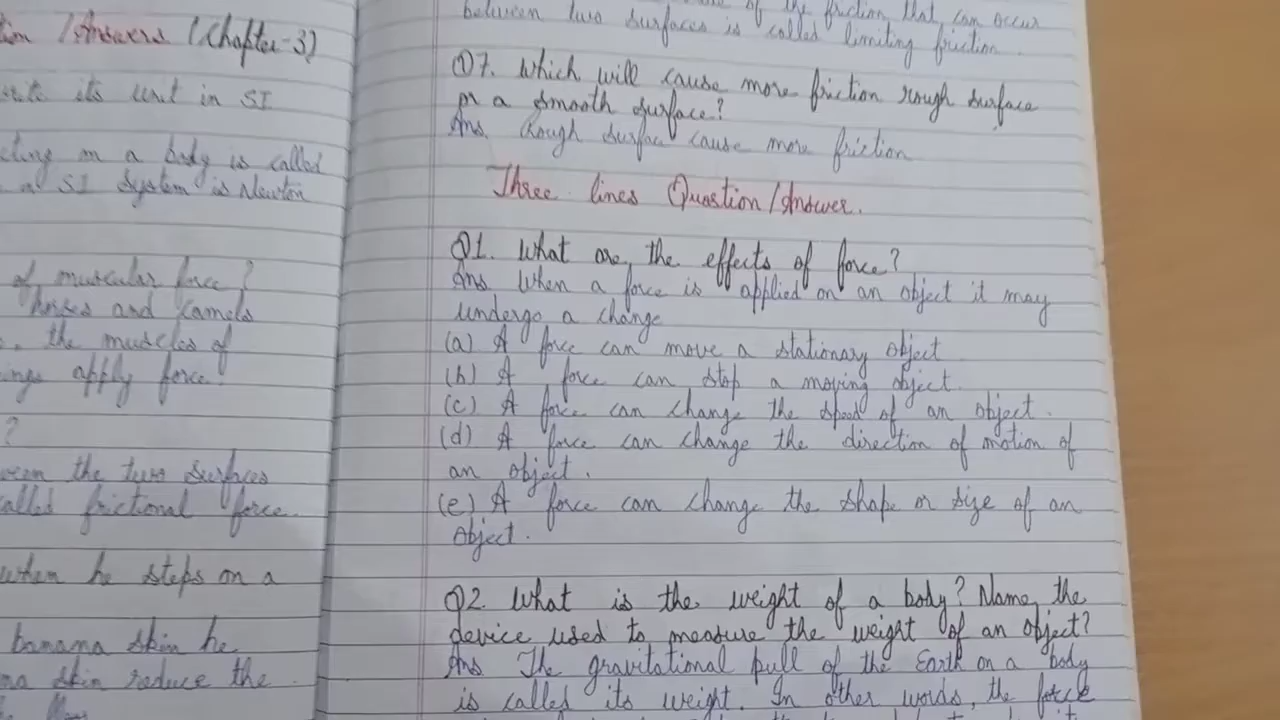 /Answers (Chapter-3)
its unit in SI
on a body is called
SI System is Newton
of muscular force?
horses and camels
the muscles of
apply force.
?
the two surfaces
frictional force.
when he steps on a
banana skin he
skin reduce the
of the friction that can occur
between two surfaces is called limiting friction.
Q7. Which will cause more friction rough surface
or a smooth surface?
Ans Rough surface cause more friction
Three lines Question/Answer.
Q1. What are the effects of force?
Ans When a force is applied on an object it may
undergo a change
(a) A force can move a stationary object
(b) A force can stop a moving object.
(c) A force can change the speed of an object.
(d) A force can change the direction of motion of
an object.
(e) A force can change the shape or size of an
object.
Q2. What is the weight of a body? Name the
device used to measure the weight of an object?
Ans The gravitational pull of the Earth on a body
is called its weight. In other words, the force